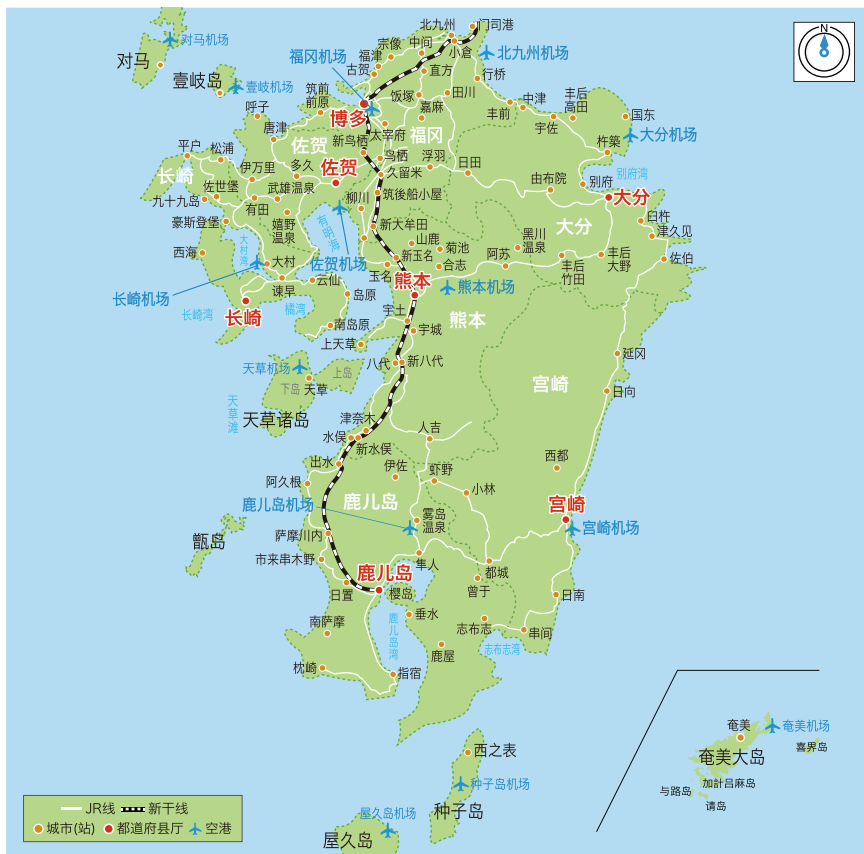 北九州
门司港
N
对马机场
宗像
中间
小仓
北九州机场
对马
福冈机场
福津
古贺
直方
行桥
壹岐岛
壹岐机场
筑前
前原
饭塚
田川
丰后
高田
呼子
博多
嘉麻
丰前
中津
国东
唐津
福冈
太宰府
宇佐
大分机场
平户
松浦
佐贺
新鸟栖
鸟栖
浮羽
日田
杵築
伊万里
多久
佐贺
久留米
别府湾
长崎
佐世堡
武雄温泉
柳川
筑後船小屋
由布院
别府
大分
九十九岛
有田
豪斯登堡
嬉野
温泉
有明海
新大牟田
山鹿
菊池
黑川
温泉
大分
臼杵
津久见
西海
大村湾
大村
佐贺机场
新玉名
合志
阿苏
丰后
竹田
丰后
大野
佐伯
长崎机场
谏早
云仙
玉名
熊本
熊本机场
长崎湾
长崎
橘湾
岛原
宇土
熊本
南岛原
宇城
上天草
延冈
天草机场
上岛
八代
新八代
下岛
天草
宫崎
日向
天草滩
天草诸岛
津奈木
水俣
新水俣
人吉
出水
伊佐
虾野
西都
阿久根
小林
鹿儿岛机场
鹿儿岛
雾岛
温泉
宫崎
宫崎机场
甑岛
萨摩川内
市来串木野
鹿儿岛
隼人
都城
日置
樱岛
曾于
日南
南萨摩
鹿儿岛湾
垂水
志布志
串间
鹿屋
志布志湾
枕崎
指宿
奄美
奄美机场
西之表
奄美大岛
喜界岛
种子岛机场
加計吕麻岛
与路岛
请岛
JR线
新干线
种子岛
屋久岛机场
城市(站)
都道府县厅
空港
屋久岛